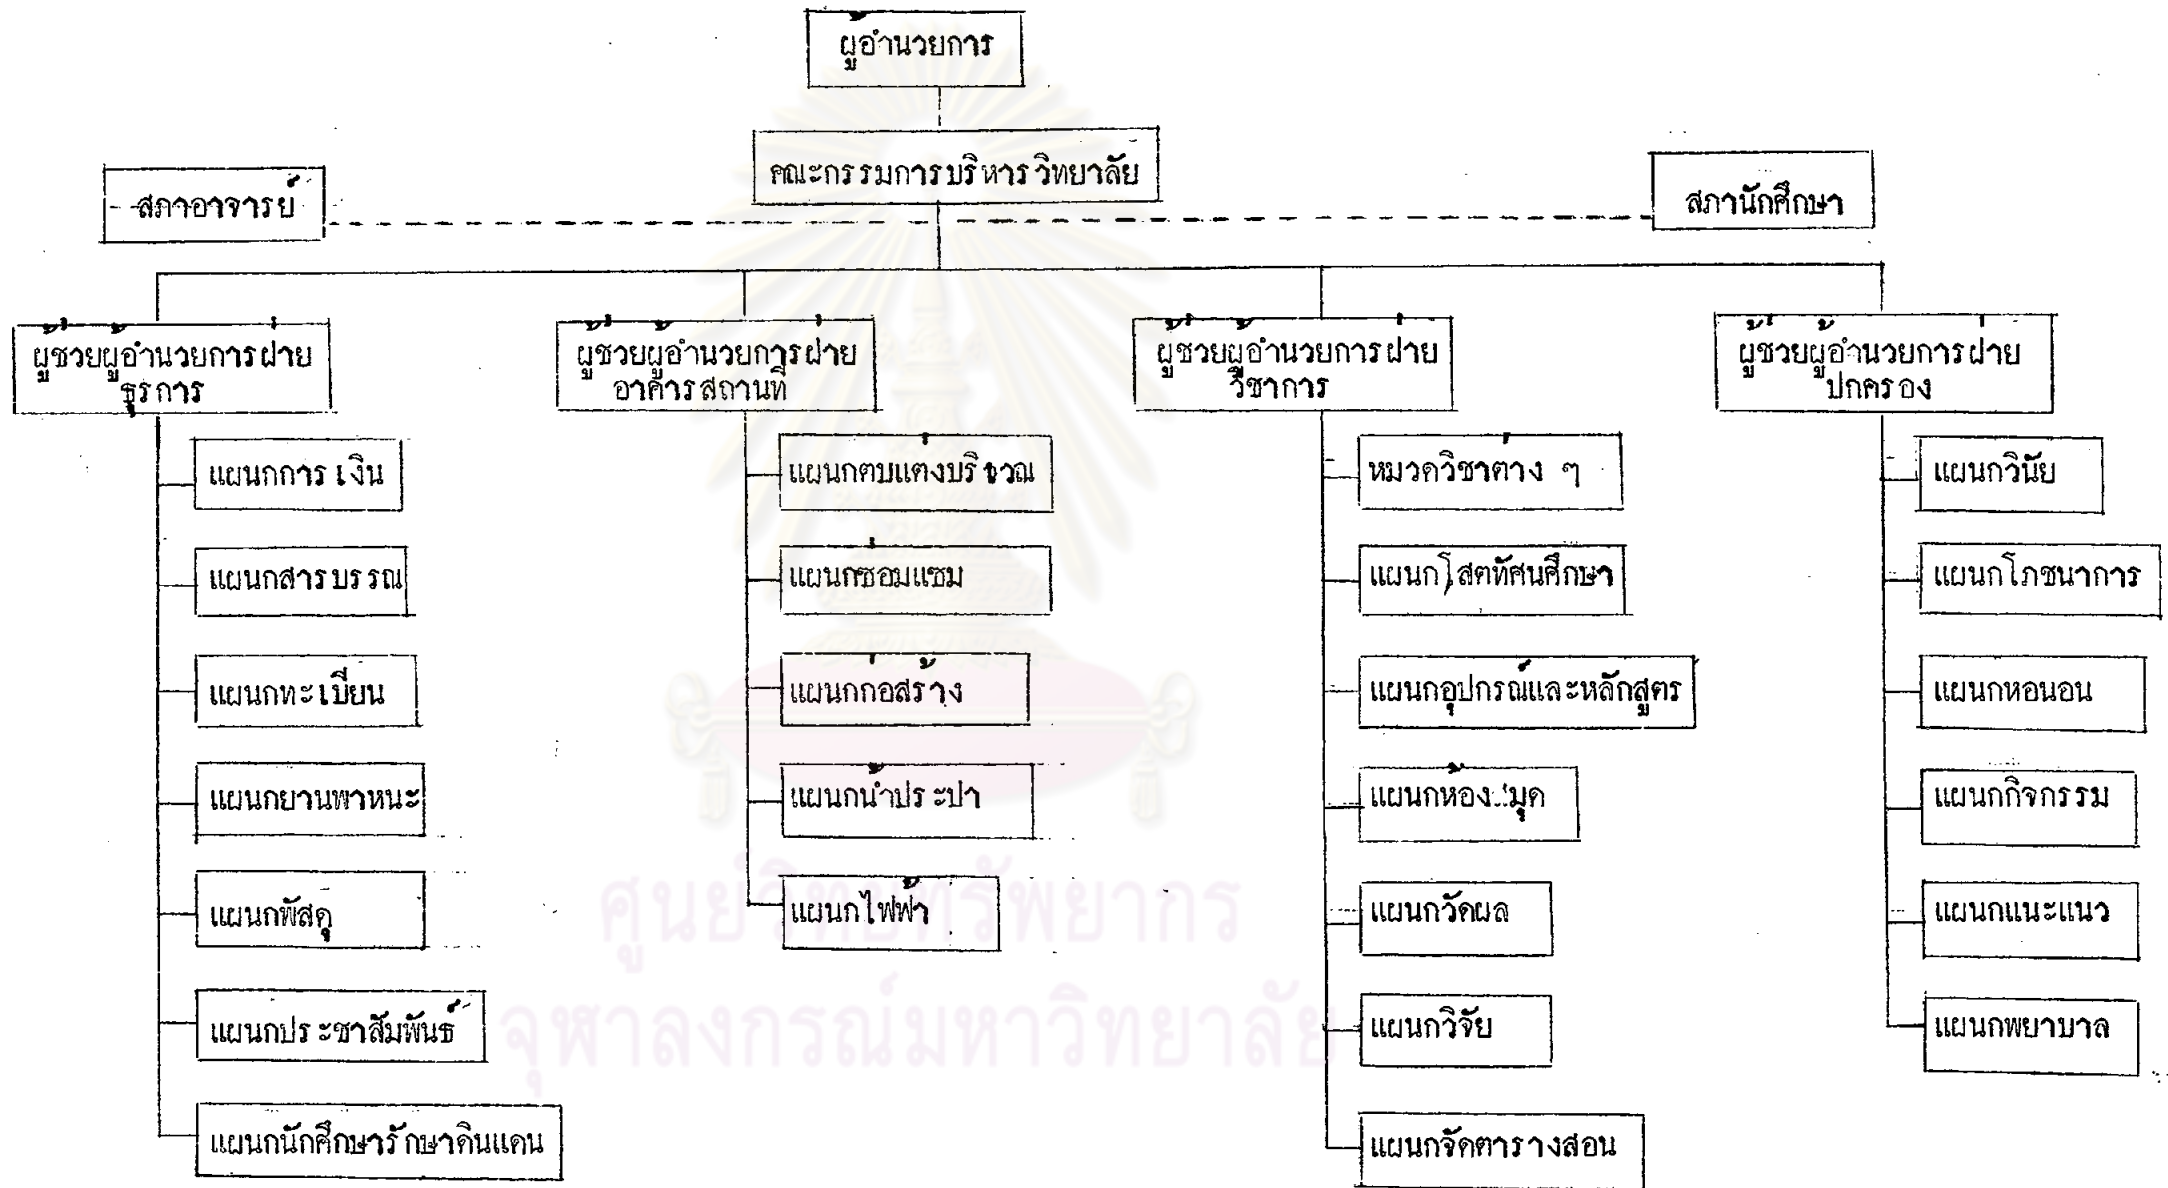 ผู้อำนวยการ
คณะกรรมการบริหารวิทยาลัย
สภาอาจารย์
สภานักศึกษา
ผู้ช่วยผู้อำนวยการฝ่าย
ธุรการ
ผู้ช่วยผู้อำนวยการฝ่าย
อาคารสถานที่
ผู้ช่วยผู้อำนวยการฝ่าย
วิชาการ
ผู้ช่วยผู้อำนวยการฝ่าย
ปกครอง
แผนกการเงิน
แผนกสารบรรณ
แผนกทะเบียน
แผนกยานพาหนะ
แผนกพัสดุ
แผนกประชาสัมพันธ์
แผนกนักศึกษารักษาดินแดน
แผนกตบแต่งบริเวณ
แผนกซ่อมแซม
แผนกก่อสร้าง
แผนกน้ำประปา
แผนกไฟฟ้า
หมวดวิชาต่าง ๆ
แผนกโสตทัศนศึกษา
แผนกอุปกรณ์และหลักสูตร
แผนกห้องสมุด
แผนกวัดผล
แผนกวิจัย
แผนกจัดตารางสอน
แผนกวินัย
แผนกโภชนาการ
แผนกหอนอน
แผนกกิจกรรม
แผนกแนะแนว
แผนกพยาบาล
ศูนย์วิทยทรัพยากร
จุฬาลงกรณ์มหาวิทยาลัย